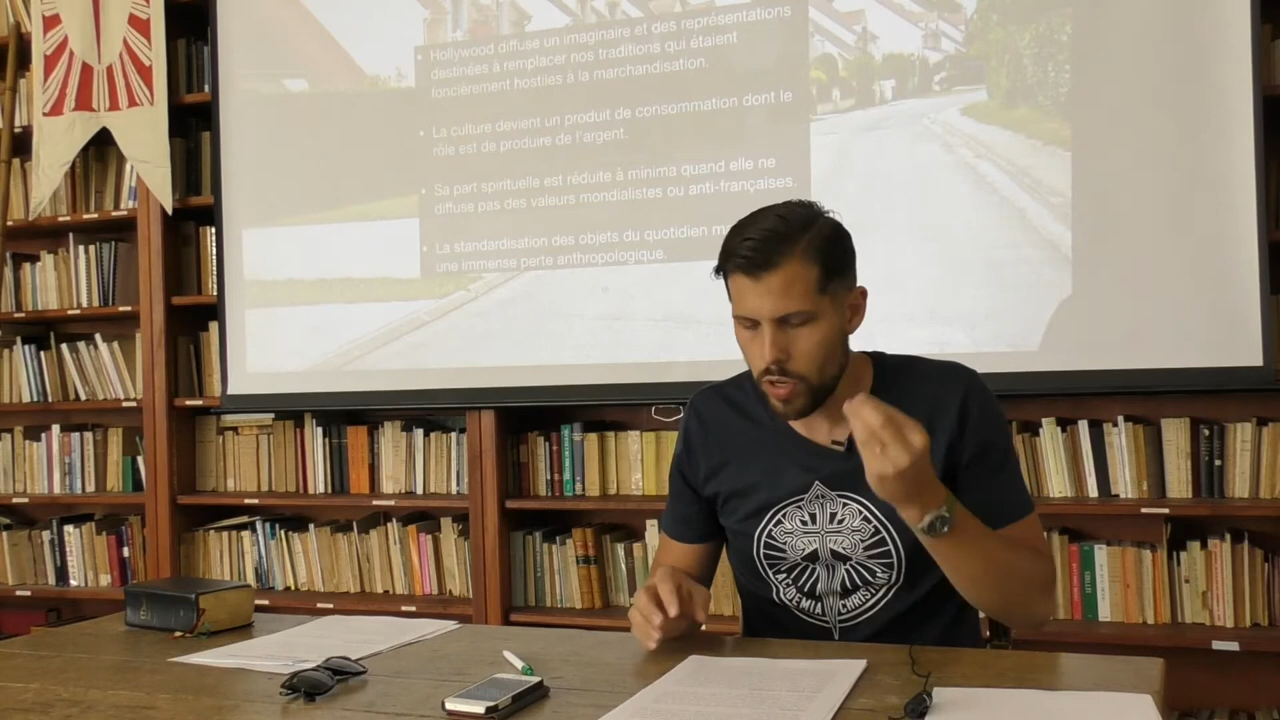 • Hollywood diffuse un imaginaire et des représentations
destinées à remplacer nos traditions qui étaient
foncièrement hostiles à la marchandisation.
• La culture devient un produit de consommation dont le
rôle est de produire de l'argent.
• Sa part spirituelle est réduite à minima quand elle ne
diffuse pas des valeurs mondialistes ou anti-françaises.
• La standardisation des objets du quotidien
une immense perte anthropologique.
ACADEMIA CHRISTIANA
LETTRES